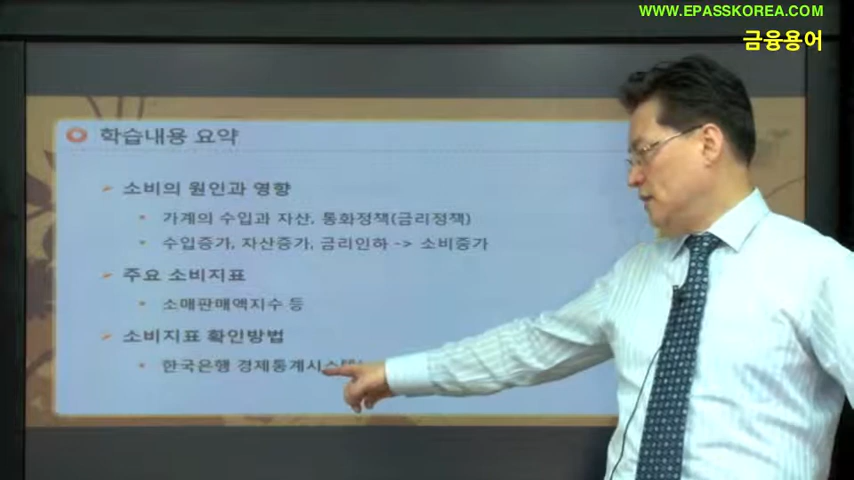 WWW.EPASSKOREA.COM
금융용어
학습내용 요약
소비의 원인과 영향
가계의 수입과 자산, 통화정책(금리정책)
수입증가, 자산증가, 금리인하 -> 소비증가
주요 소비지표
소매판매액지수 등
소비지표 확인방법
한국은행 경제통계시스템